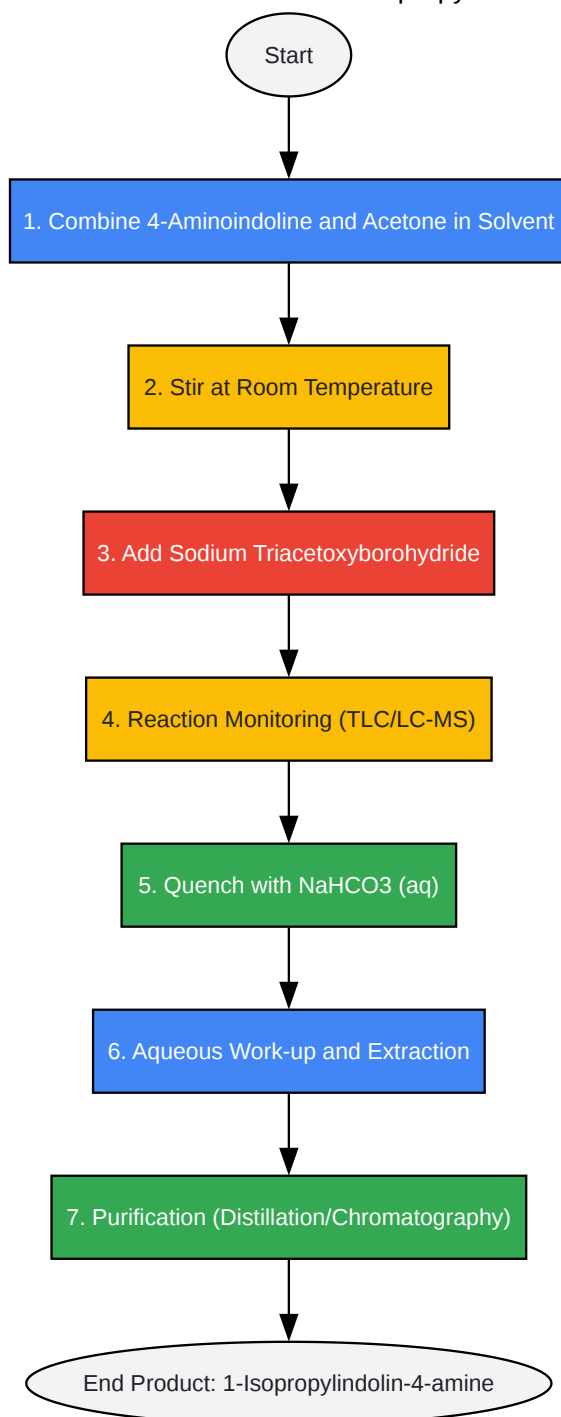 Start
1. Combine 4-Aminoindoline and Acetone in Solvent
2. Stir at Room Temperature
3. Add Sodium Triacetoxyborohydride
4. Reaction Monitoring (TLC/LC-MS)
5. Quench with NaHCO3 (aq)
6. Aqueous Work-up and Extraction
7. Purification (Distillation/Chromatography)
End Product: 1-Isopropylindolin-4-amine